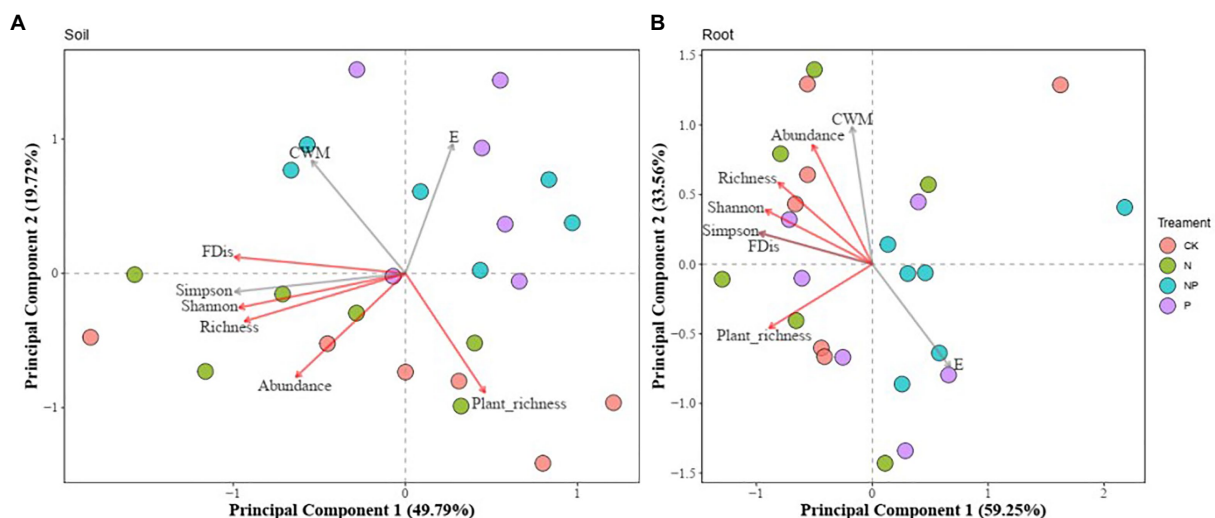 A
Soil
Principal Component 2 (19.72%)
1
0
−1
E
CWM
FDis
Simpson
Shannon
Richness
Abundance
Plant_richness
−1
0
1
Principal Component 1 (49.79%)
B
Root
Principal Component 2 (33.56%)
1.5
1.0
0.5
0.0
−0.5
−1.0
−1.5
CWM
Abundance
Richness
Shannon
Simpson
FDis
Plant_richness
E
−1
0
1
2
Principal Component 1 (59.25%)
Treament
CK
N
NP
P